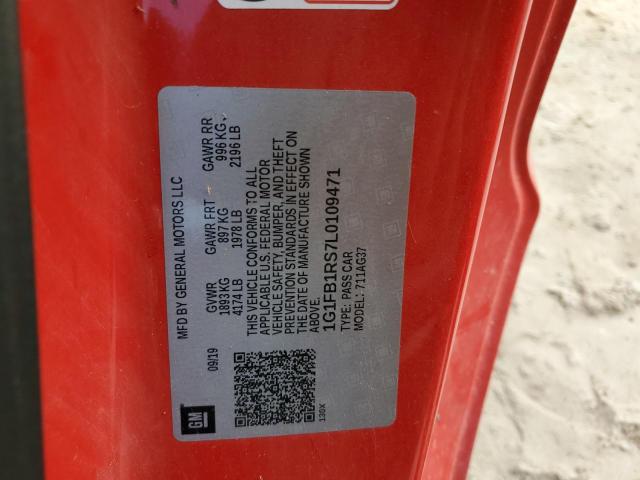 MFD BY GENERAL MOTORS LLC
09/19
GVWR GAWR FRT GAWR RR
1893KG 897 KG 996 KG
4174 LB 1978 LB 2196 LB
THIS VEHICLE CONFORMS TO ALL
APPLICABLE U.S. FEDERAL MOTOR
VEHICLE SAFETY, BUMPER, AND THEFT
PREVENTION STANDARDS IN EFFECT ON
THE DATE OF MANUFACTURE SHOWN
ABOVE.
1G1FB1RS7L0109471
TYPE: PASS CAR
MODEL: 711AG37
GM
130X